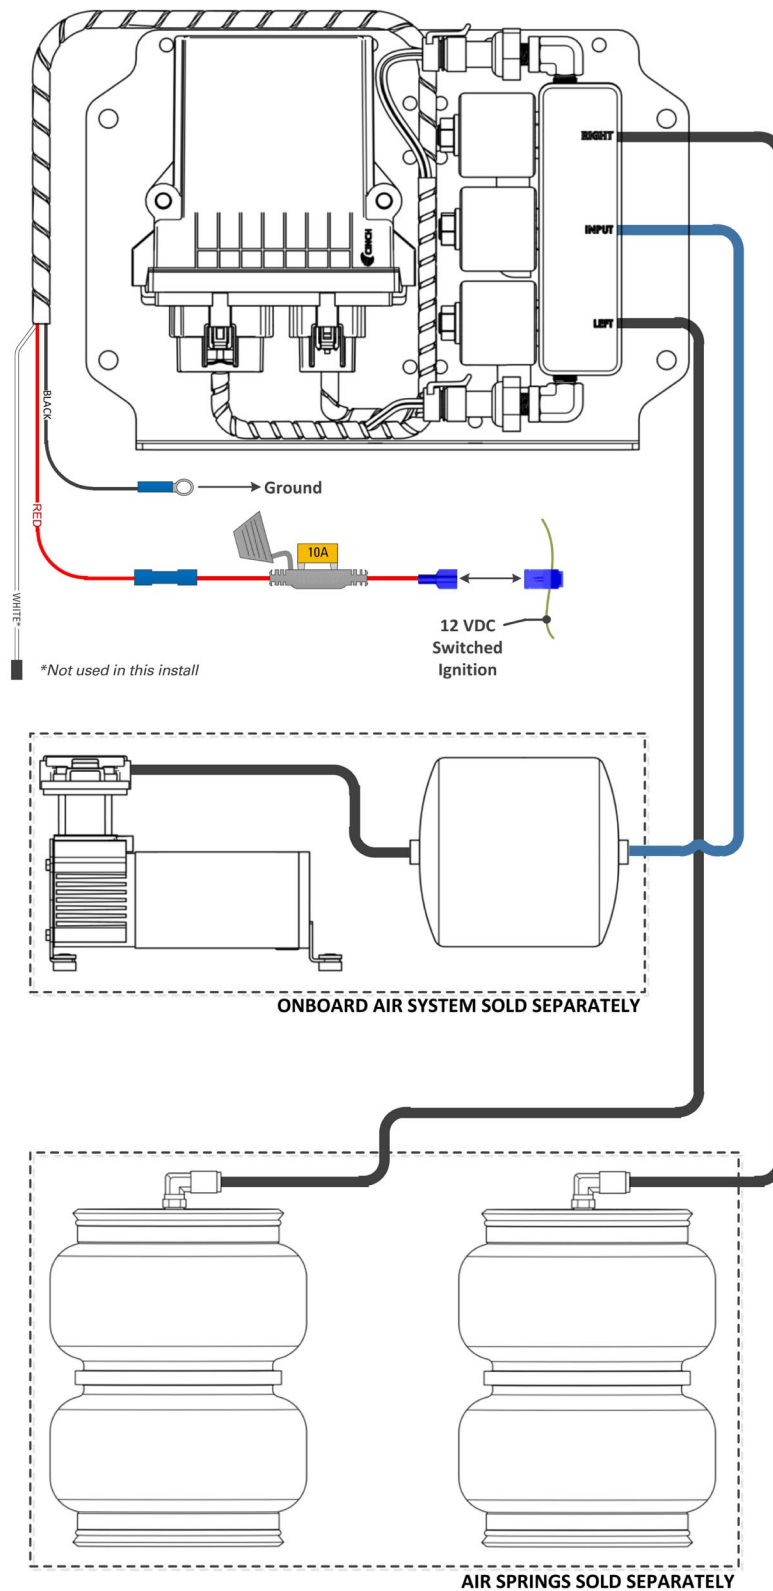 RIGHT
INPUT
LEFT
CINCH
BLACK
Ground
RED
10A
WHITE*
12 VDC
Switched
Ignition
*Not used in this install
ONBOARD AIR SYSTEM SOLD SEPARATELY
AIR SPRINGS SOLD SEPARATELY